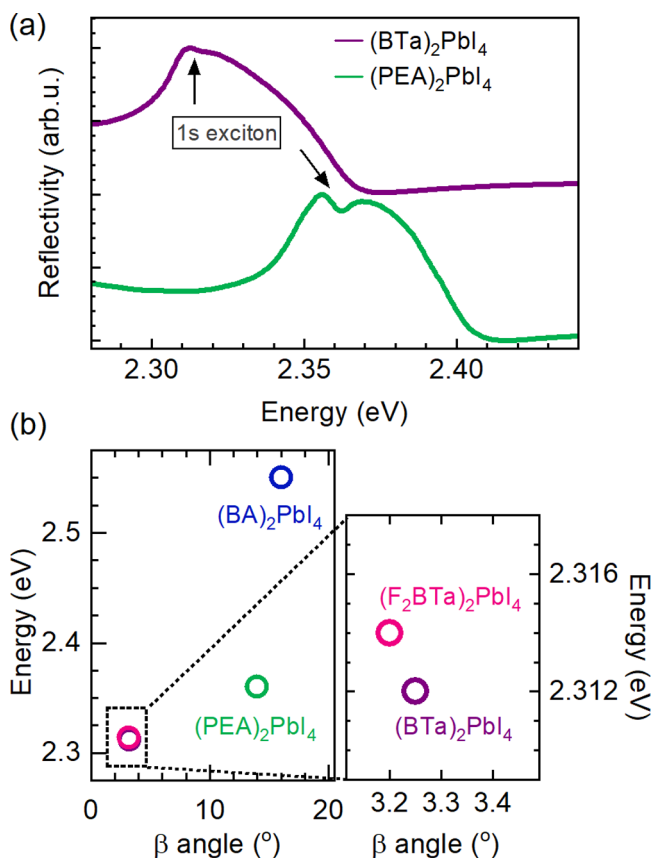 (a)
(BTa)₂PbI₄
(PEA)₂PbI₄
1s exciton
Reflectivity (arb.u.)
2.30 2.35 2.40
Energy (eV)
(b)
(BA)₂PbI₄
(PEA)₂PbI₄
2.5
2.4
2.3
Energy (eV)
0 10 20
β angle (°)
(F₂BTa)₂PbI₄
(BTa)₂PbI₄
2.316
2.312
Energy (eV)
3.2 3.3 3.4
β angle (°)